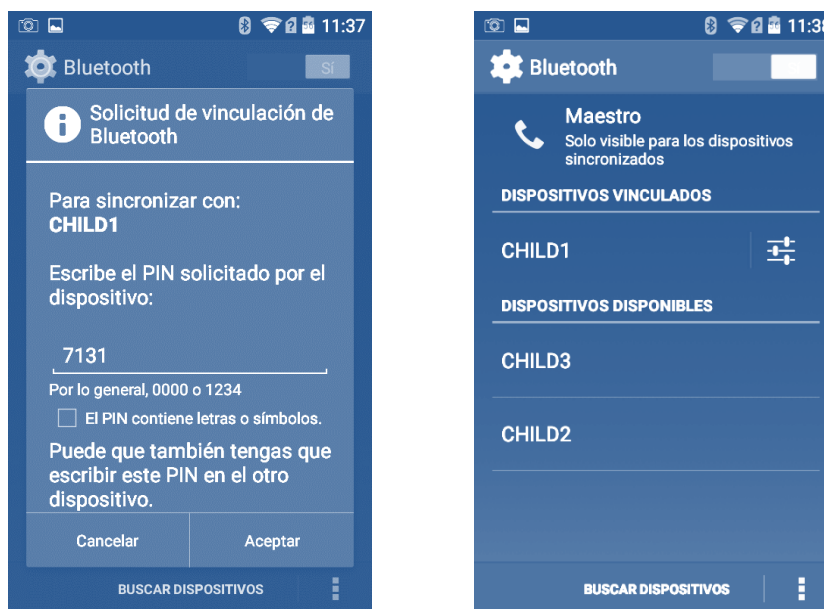 11:37
Bluetooth
Sí
Solicitud de vinculación de
Bluetooth
Para sincronizar con:
CHILD1
Escribe el PIN solicitado por el
dispositivo:
7131
Por lo general, 0000 o 1234
El PIN contiene letras o símbolos.
Puede que también tengas que
escribir este PIN en el otro
dispositivo.
Cancelar
Aceptar
BUSCAR DISPOSITIVOS
11:38
Bluetooth
Maestro
Solo visible para los dispositivos
sincronizados
DISPOSITIVOS VINCULADOS
CHILD1
DISPOSITIVOS DISPONIBLES
CHILD3
CHILD2
BUSCAR DISPOSITIVOS